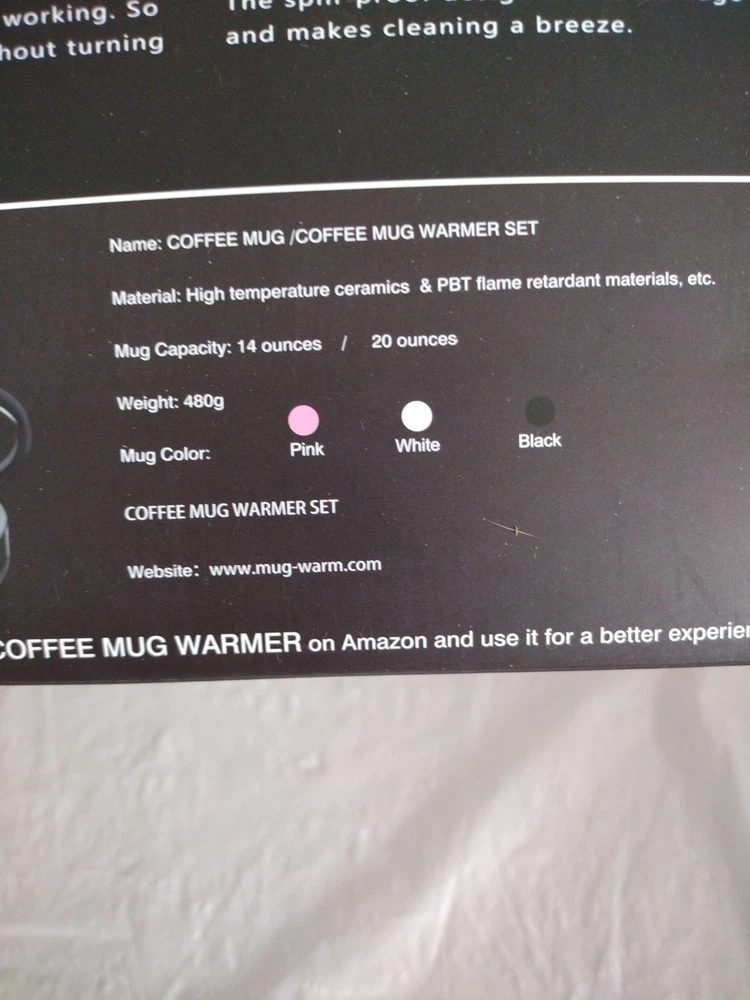 working. So
hout turning
and makes cleaning a breeze.
Name: COFFEE MUG /COFFEE MUG WARMER SET
Material: High temperature ceramics & PBT flame retardant materials, etc.
Mug Capacity: 14 ounces / 20 ounces
Weight: 480g
Mug Color:
Pink
White
Black
COFFEE MUG WARMER SET
Website: www.mug-warm.com
COFFEE MUG WARMER on Amazon and use it for a better experien